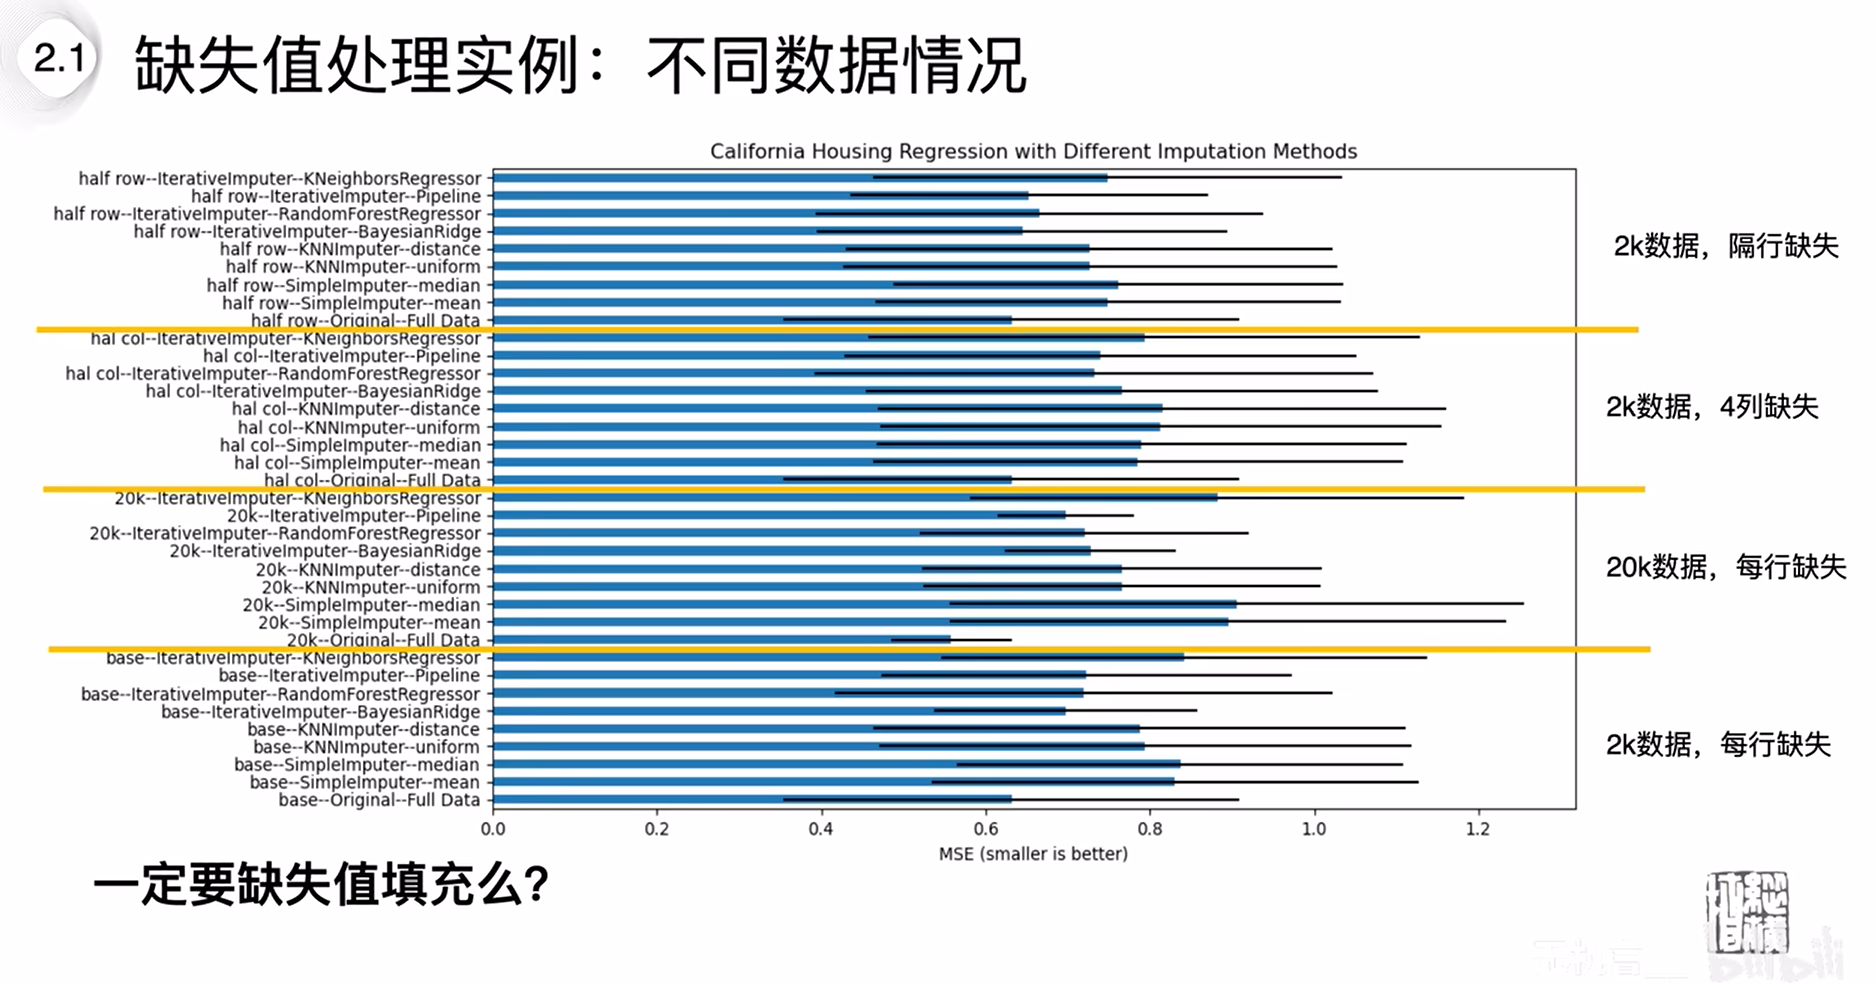 2.1 缺失值处理实例：不同数据情况
California Housing Regression with Different Imputation Methods
half row--IterativeImputer--KNeighborsRegressor
half row--IterativeImputer--Pipeline
half row--IterativeImputer--RandomForestRegressor
half row--IterativeImputer--BayesianRidge
half row--KNNImputer--distance
half row--KNNImputer--uniform
half row--SimpleImputer--median
half row--SimpleImputer--mean
half row--Original--Full Data
2k数据，隔行缺失
hal col--IterativeImputer--KNeighborsRegressor
hal col--IterativeImputer--Pipeline
hal col--IterativeImputer--RandomForestRegressor
hal col--IterativeImputer--BayesianRidge
hal col--KNNImputer--distance
hal col--KNNImputer--uniform
hal col--SimpleImputer--median
hal col--SimpleImputer--mean
hal col--Original--Full Data
2k数据，4列缺失
20k--IterativeImputer--KNeighborsRegressor
20k--IterativeImputer--Pipeline
20k--IterativeImputer--RandomForestRegressor
20k--IterativeImputer--BayesianRidge
20k--KNNImputer--distance
20k--KNNImputer--uniform
20k--SimpleImputer--median
20k--SimpleImputer--mean
20k--Original--Full Data
20k数据，每行缺失
base--IterativeImputer--KNeighborsRegressor
base--IterativeImputer--Pipeline
base--IterativeImputer--RandomForestRegressor
base--IterativeImputer--BayesianRidge
base--KNNImputer--distance
base--KNNImputer--uniform
base--SimpleImputer--median
base--SimpleImputer--mean
base--Original--Full Data
2k数据，每行缺失
0.0 0.2 0.4 0.6 0.8 1.0 1.2
MSE (smaller is better)
一定要缺失值填充么？
bilibili